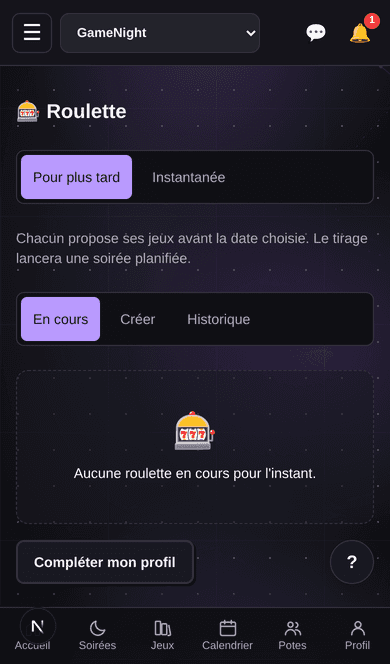 GameNight
1
Roulette
Pour plus tard
Instantanée
Chacun propose ses jeux avant la date choisie. Le tirage
lancera une soirée planifiée.
En cours
Créer
Historique
Aucune roulette en cours pour l'instant.
Compléter mon profil
?
N
Accueil
Soirées
Jeux
Calendrier
Potes
Profil